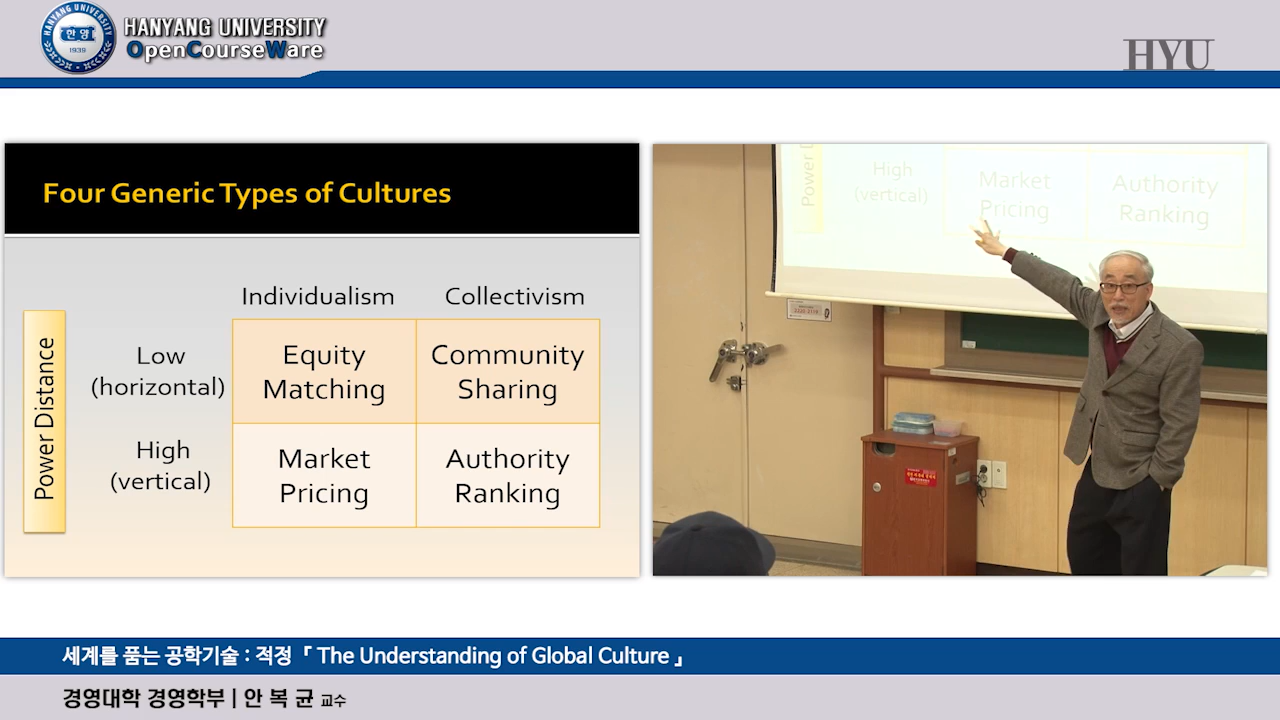 HANYANG UNIVERSITY
한양
1939
HANYANG UNIVERSITY
OpenCourseWare
HYU
Four Generic Types of Cultures
Individualism Collectivism
Power Distance
Low
(horizontal)
Equity
Matching
Community
Sharing
High
(vertical)
Market
Pricing
Authority
Ranking
Power D
High
(vertical)
Market
Pricing
Authority
Ranking
세계를 품는 공학기술 : 적정 『 The Understanding of Global Culture 』
경영대학 경영학부 | 안 복 균 교수